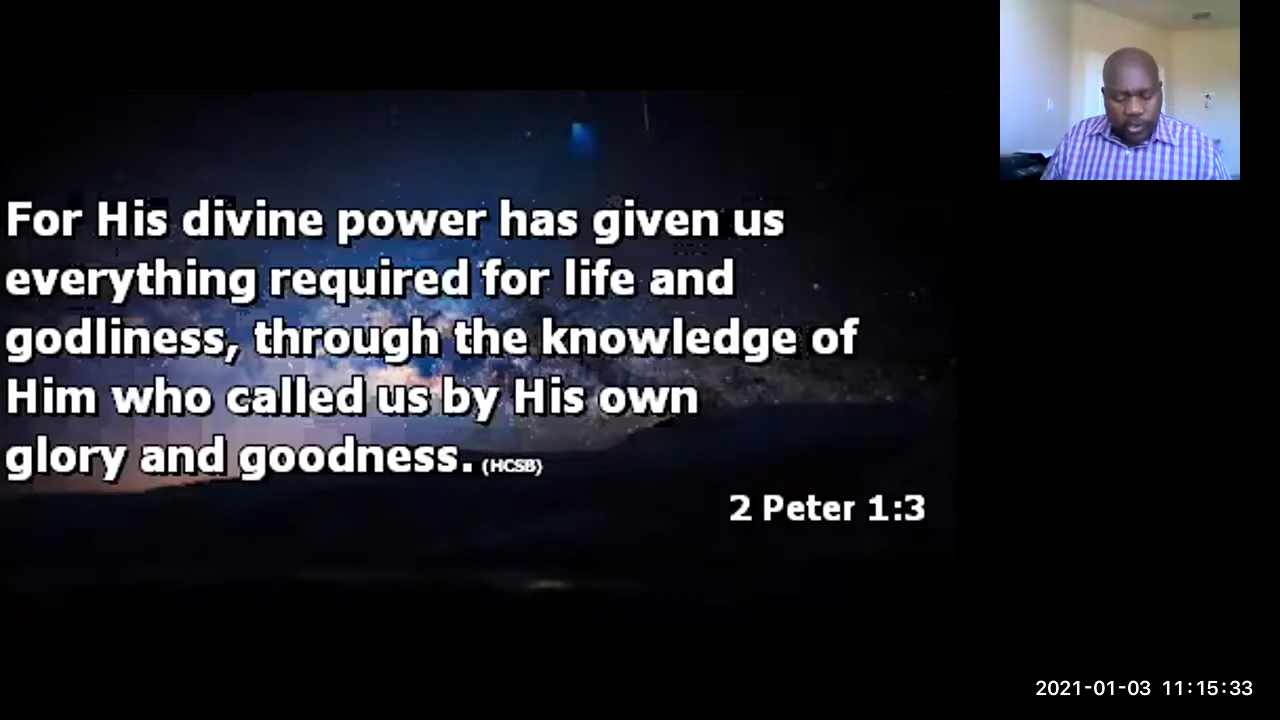 For His divine power has given us
everything required for life and
godliness, through the knowledge of
Him who called us by His own
glory and goodness. (HCSB)
2 Peter 1:3
2021-01-03 11:15:33